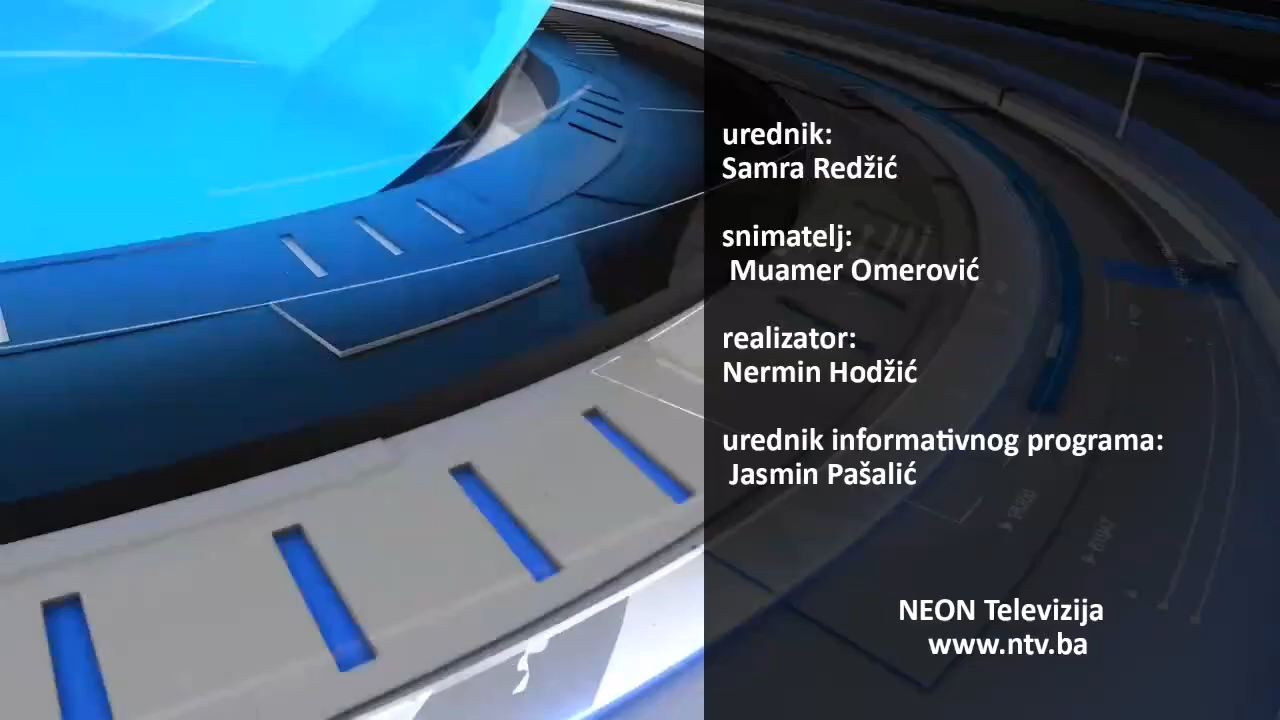 urednik:
Samra Redžić
snimatelj:
Muamer Omerović
realizator:
Nermin Hodžić
urednik informativnog programa:
Jasmin Pašalić
NEON Televizija
www.ntv.ba